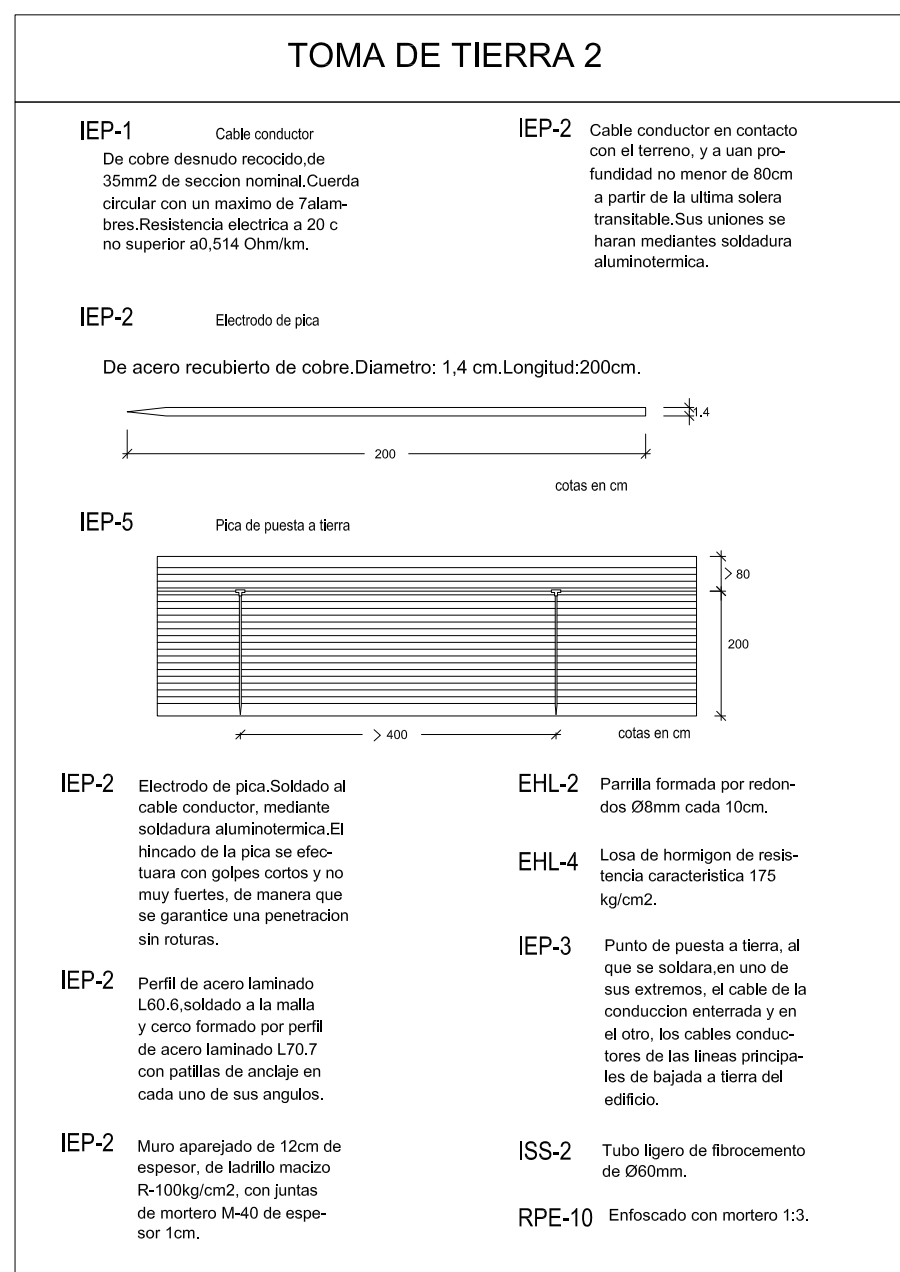 TOMA DE TIERRA 2
IEP-1 Cable conductor
De cobre desnudo recocido,de
35mm2 de seccion nominal.Cuerda
circular con un maximo de 7alam-
bres.Resistencia electrica a 20 c
no superior a0,514 Ohm/km.
IEP-2 Cable conductor en contacto
con el terreno, y a uan pro-
fundidad no menor de 80cm
a partir de la ultima solera
transitable.Sus uniones se
haran mediantes soldadura
aluminotermica.
IEP-2 Electrodo de pica
De acero recubierto de cobre.Diametro: 1,4 cm.Longitud:200cm.
1.4
200
cotas en cm
IEP-5 Pica de puesta a tierra
> 80
200
> 400
cotas en cm
IEP-2 Electrodo de pica.Soldado al
cable conductor, mediante
soldadura aluminotermica.El
hincado de la pica se efec-
tuara con golpes cortos y no
muy fuertes, de manera que
se garantice una penetracion
sin roturas.
IEP-2 Perfil de acero laminado
L60.6,soldado a la malla
y cerco formado por perfil
de acero laminado L70.7
con patillas de anclaje en
cada uno de sus angulos.
IEP-2 Muro aparejado de 12cm de
espesor, de ladrillo macizo
R-100kg/cm2, con juntas
de mortero M-40 de espe-
sor 1cm.
EHL-2 Parrilla formada por redon-
dos Ø8mm cada 10cm.
EHL-4 Losa de hormigon de resis-
tencia caracteristica 175
kg/cm2.
IEP-3 Punto de puesta a tierra, al
que se soldara,en uno de
sus extremos, el cable de la
conduccion enterrada y en
el otro, los cables conduc-
tores de las lineas principa-
les de bajada a tierra del
edificio.
ISS-2 Tubo ligero de fibrocemento
de Ø60mm.
RPE-10 Enfoscado con mortero 1:3.